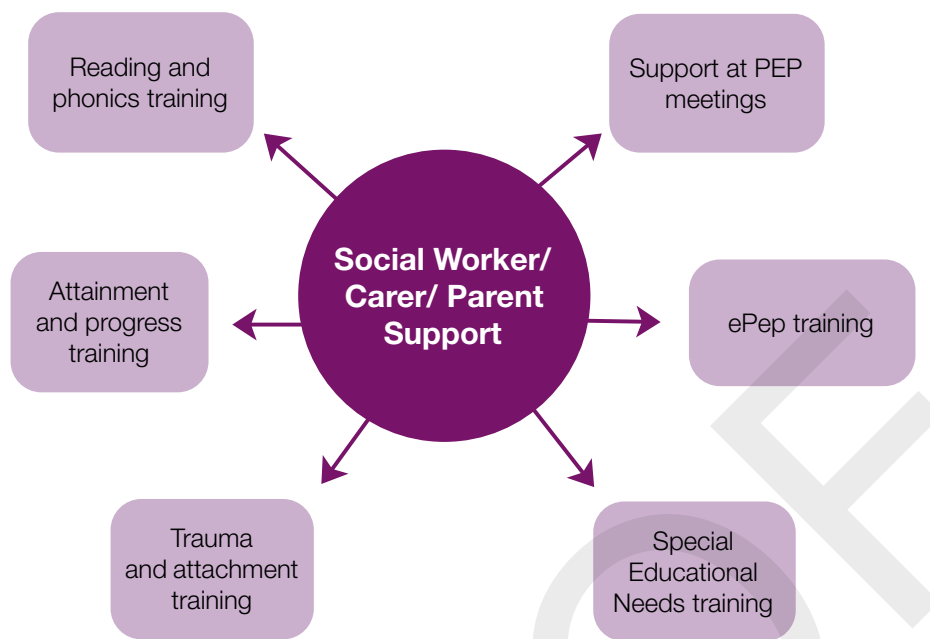 Reading and
phonics training
Support at PEP
meetings
Social Worker/
Carer/ Parent
Support
Attainment
and progress
training
ePep training
Trauma
and attachment
training
Special
Educational
Needs training